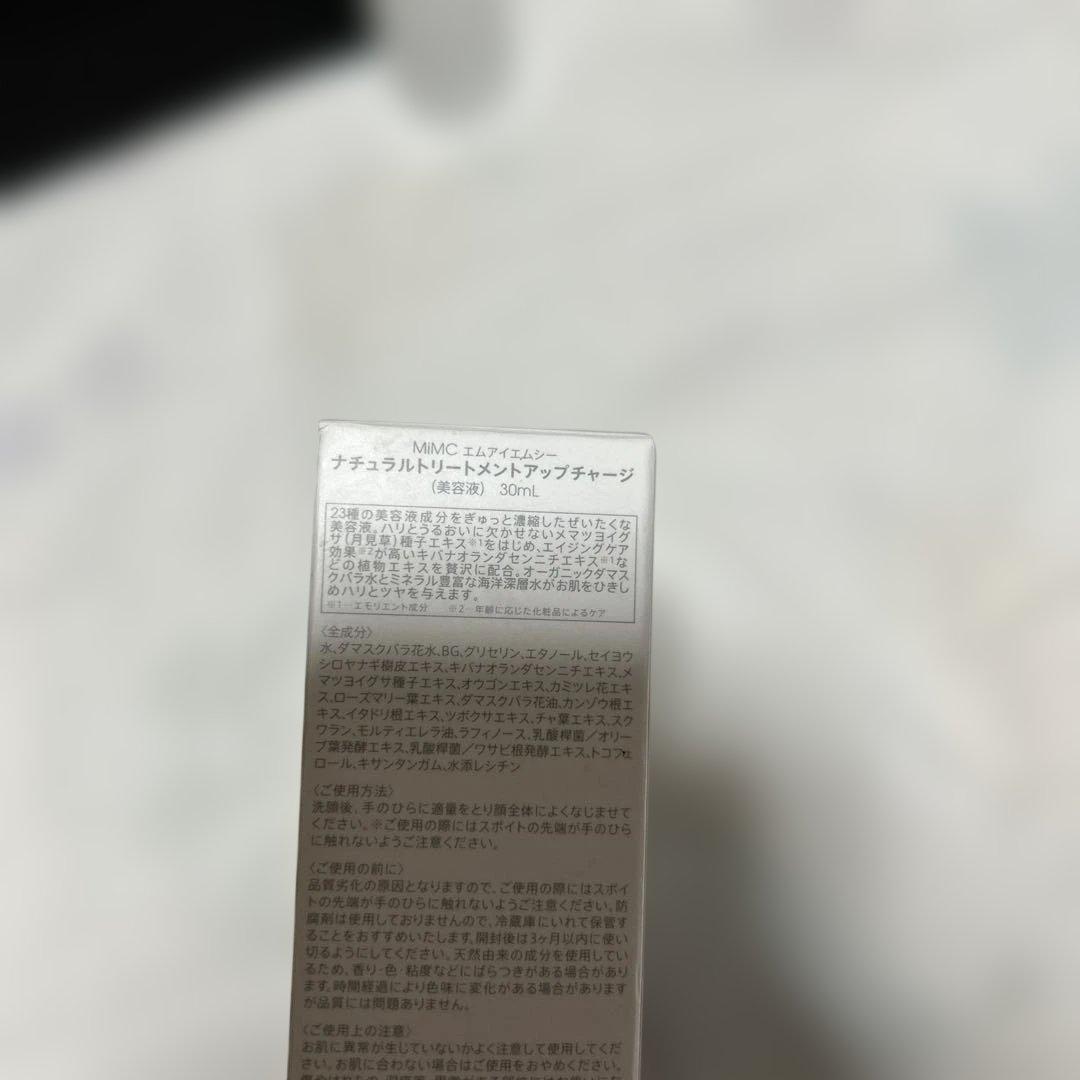 MiMC エムアイエムシー
ナチュラルトリートメントアップチャージ
(美容液) 30mL
23種の美容液成分をぎゅっと濃縮したぜいたくな
美容液。ハリとうるおいに欠かせないメマツヨイグ
サ(月見草)種子エキス※1をはじめ、エイジングケア
効果※2が高いキバナオランダセンニチエキス※1な
どの植物エキスを贅沢に配合。オーガニックダマス
クバラ水とミネラル豊富な海洋深層水がお肌をひきし
めハリとツヤを与えます。
※1…エモリエント成分 ※2…年齢に応じた化粧品によるケア
〈全成分〉
水、ダマスクバラ花水、BG、グリセリン、エタノール、セイヨウ
シロヤナギ樹皮エキス、キバナオランダセンニチエキス、メ
マツヨイグサ種子エキス、オウゴンエキス、カミツレ花エキ
ス、ローズマリー葉エキス、ダマスクバラ花油、カンゾウ根エ
キス、イタドリ根エキス、ツボクサエキス、チャ葉エキス、スク
ワラン、モルティエレラ油、ラフィノース、乳酸桿菌/オリー
ブ葉発酵エキス、乳酸桿菌/ワサビ根発酵エキス、トコフェ
ロール、キサンタンガム、水添レシチン
〈ご使用方法〉
洗顔後、手のひらに適量をとり顔全体によくなじませて
ください。※ご使用の際にはスポイトの先端が手のひら
に触れないようご注意ください。
〈ご使用の前に〉
品質劣化の原因となりますので、ご使用の際にはスポイ
トの先端が手のひらに触れないようご注意ください。防
腐剤は使用しておりませんので、冷蔵庫にいれて保管す
ることをおすすめいたします。開封後は3ヶ月以内に使い
切るようにしてください。天然由来の成分を使用してい
るため、香り・色・粘度などにばらつきがある場合があり
ます。時間経過により色味に変化がある場合があります
が品質には問題ありません。
〈ご使用上の注意〉
お肌に異常が生じていないかよく注意して使用してくだ
さい。お肌に合わない場合はご使用をおやめください。